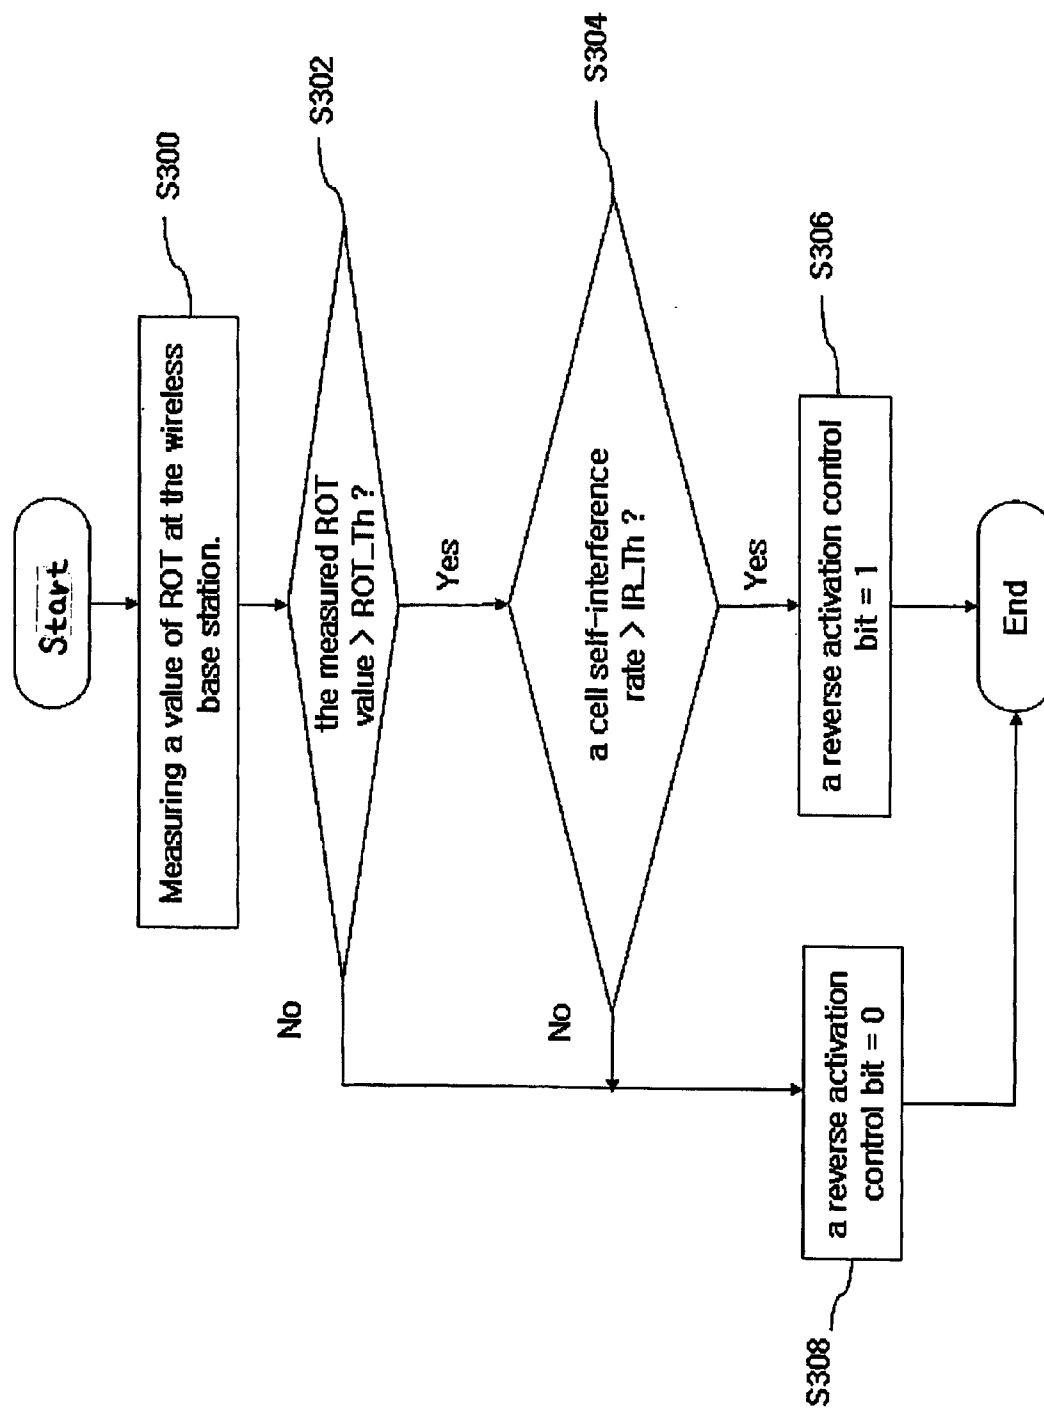 Start
Measuring a value of ROT at the wireless
base station.
S300
the measured ROT
value > ROT_Th ?
S302
No
Yes
a cell self-interference
rate > IR_Th ?
S304
No
Yes
a reverse activation control
bit = 1
S306
a reverse activation
control bit = 0
S308
End